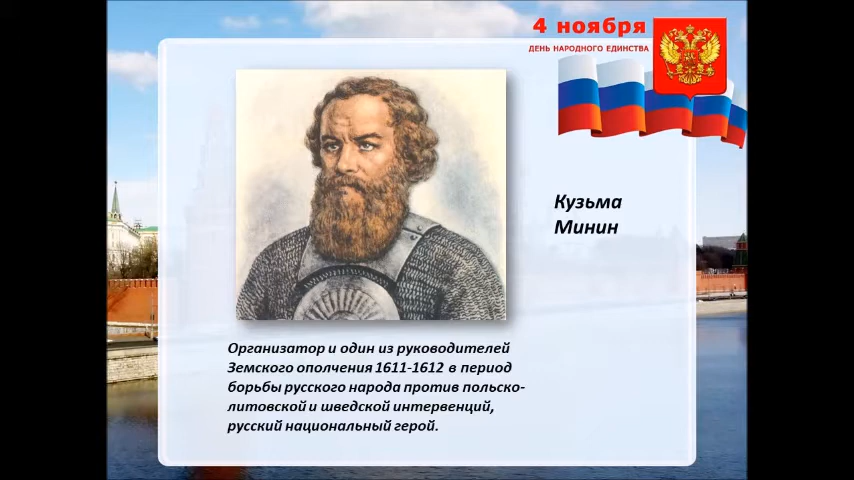 4 ноября
ДЕНЬ НАРОДНОГО ЕДИНСТВА
Кузьма
Минин
Организатор и один из руководителей
Земского ополчения 1611-1612 в период
борьбы русского народа против польско-
литовской и шведской интервенций,
русский национальный герой.